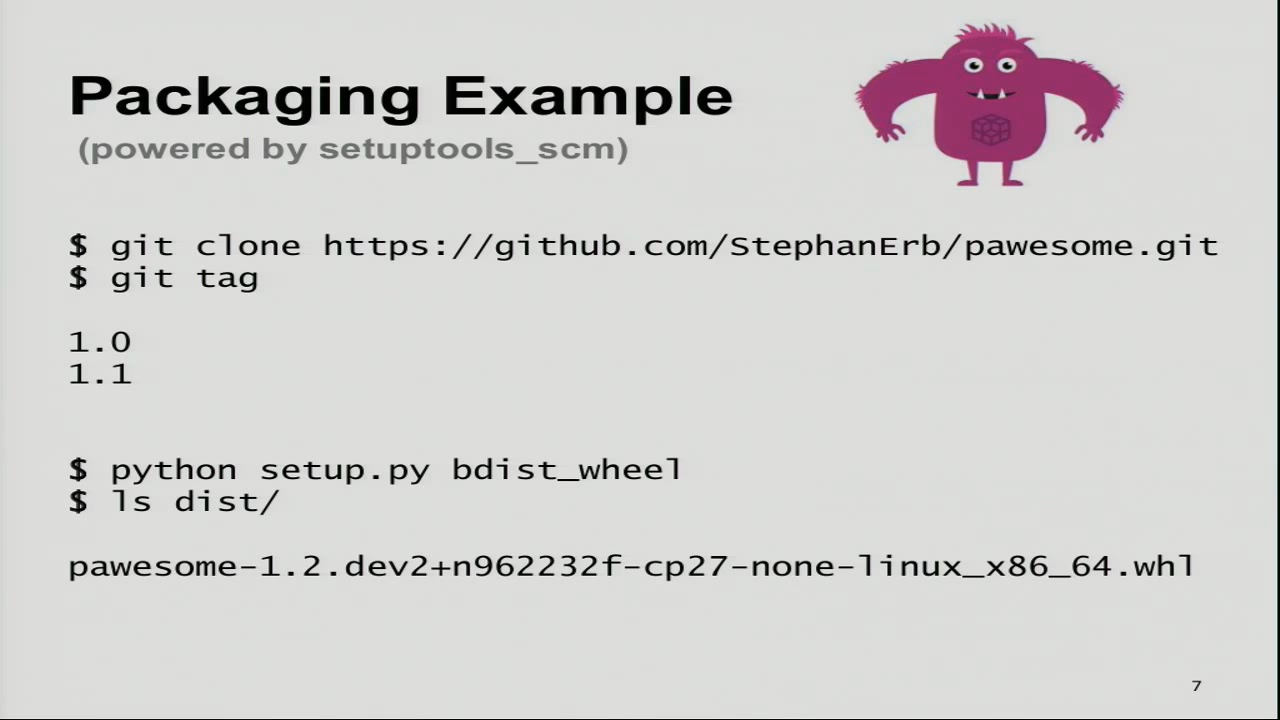 Packaging Example
(powered by setuptools_scm)
$ git clone https://github.com/StephanErb/pawesome.git
$ git tag
1.0
1.1
$ python setup.py bdist_wheel
$ ls dist/
pawesome-1.2.dev2+n962232f-cp27-none-linux_x86_64.whl
7